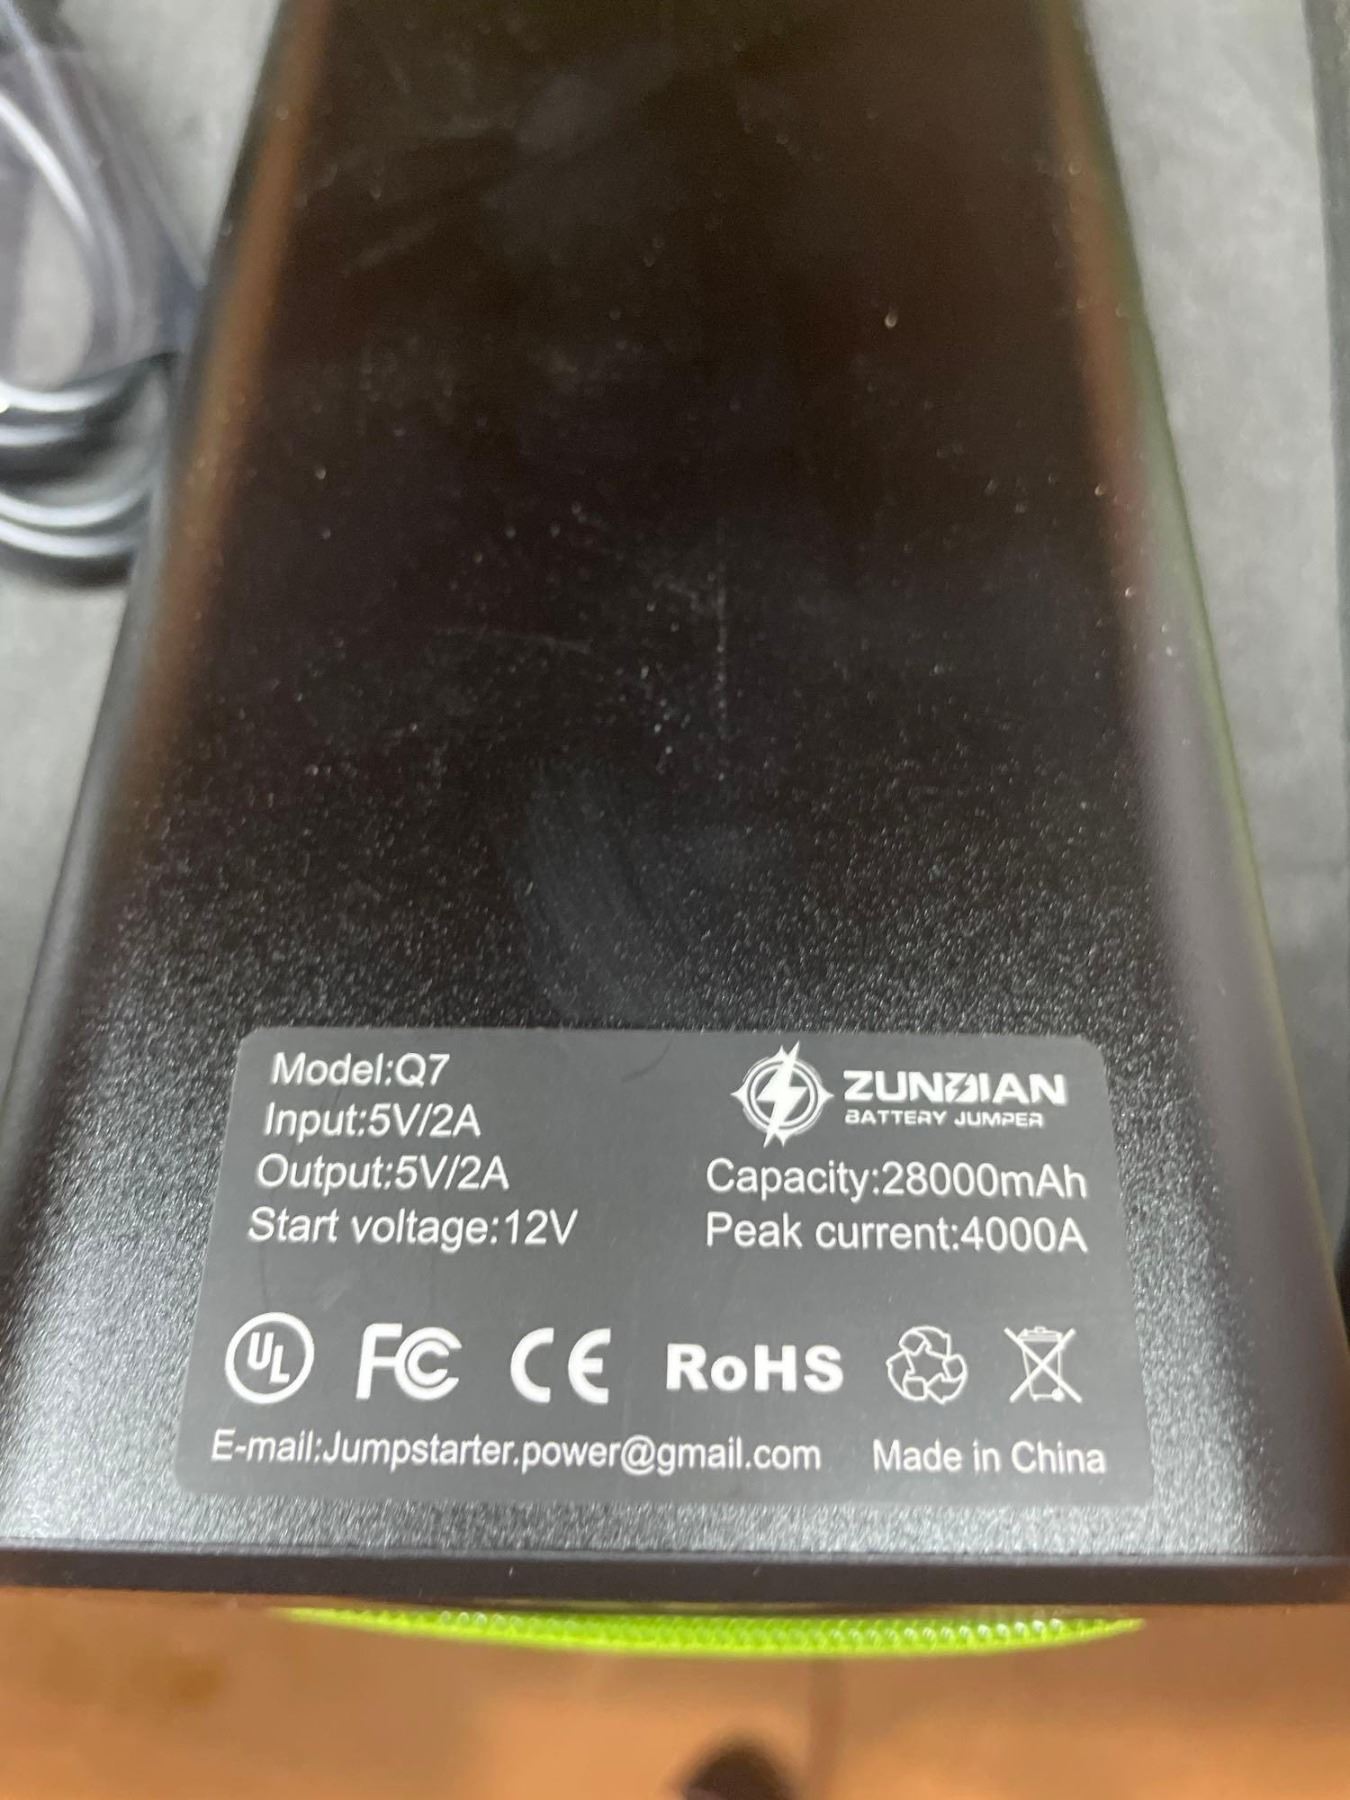 Model:Q7
Input:5V/2A
Output:5V/2A
Start voltage:12V
ZUNDIAN
BATTERY JUMPER
Capacity:28000mAh
Peak current:4000A
UL FC CE RoHS
E-mail:Jumpstarter.power@gmail.com Made in China